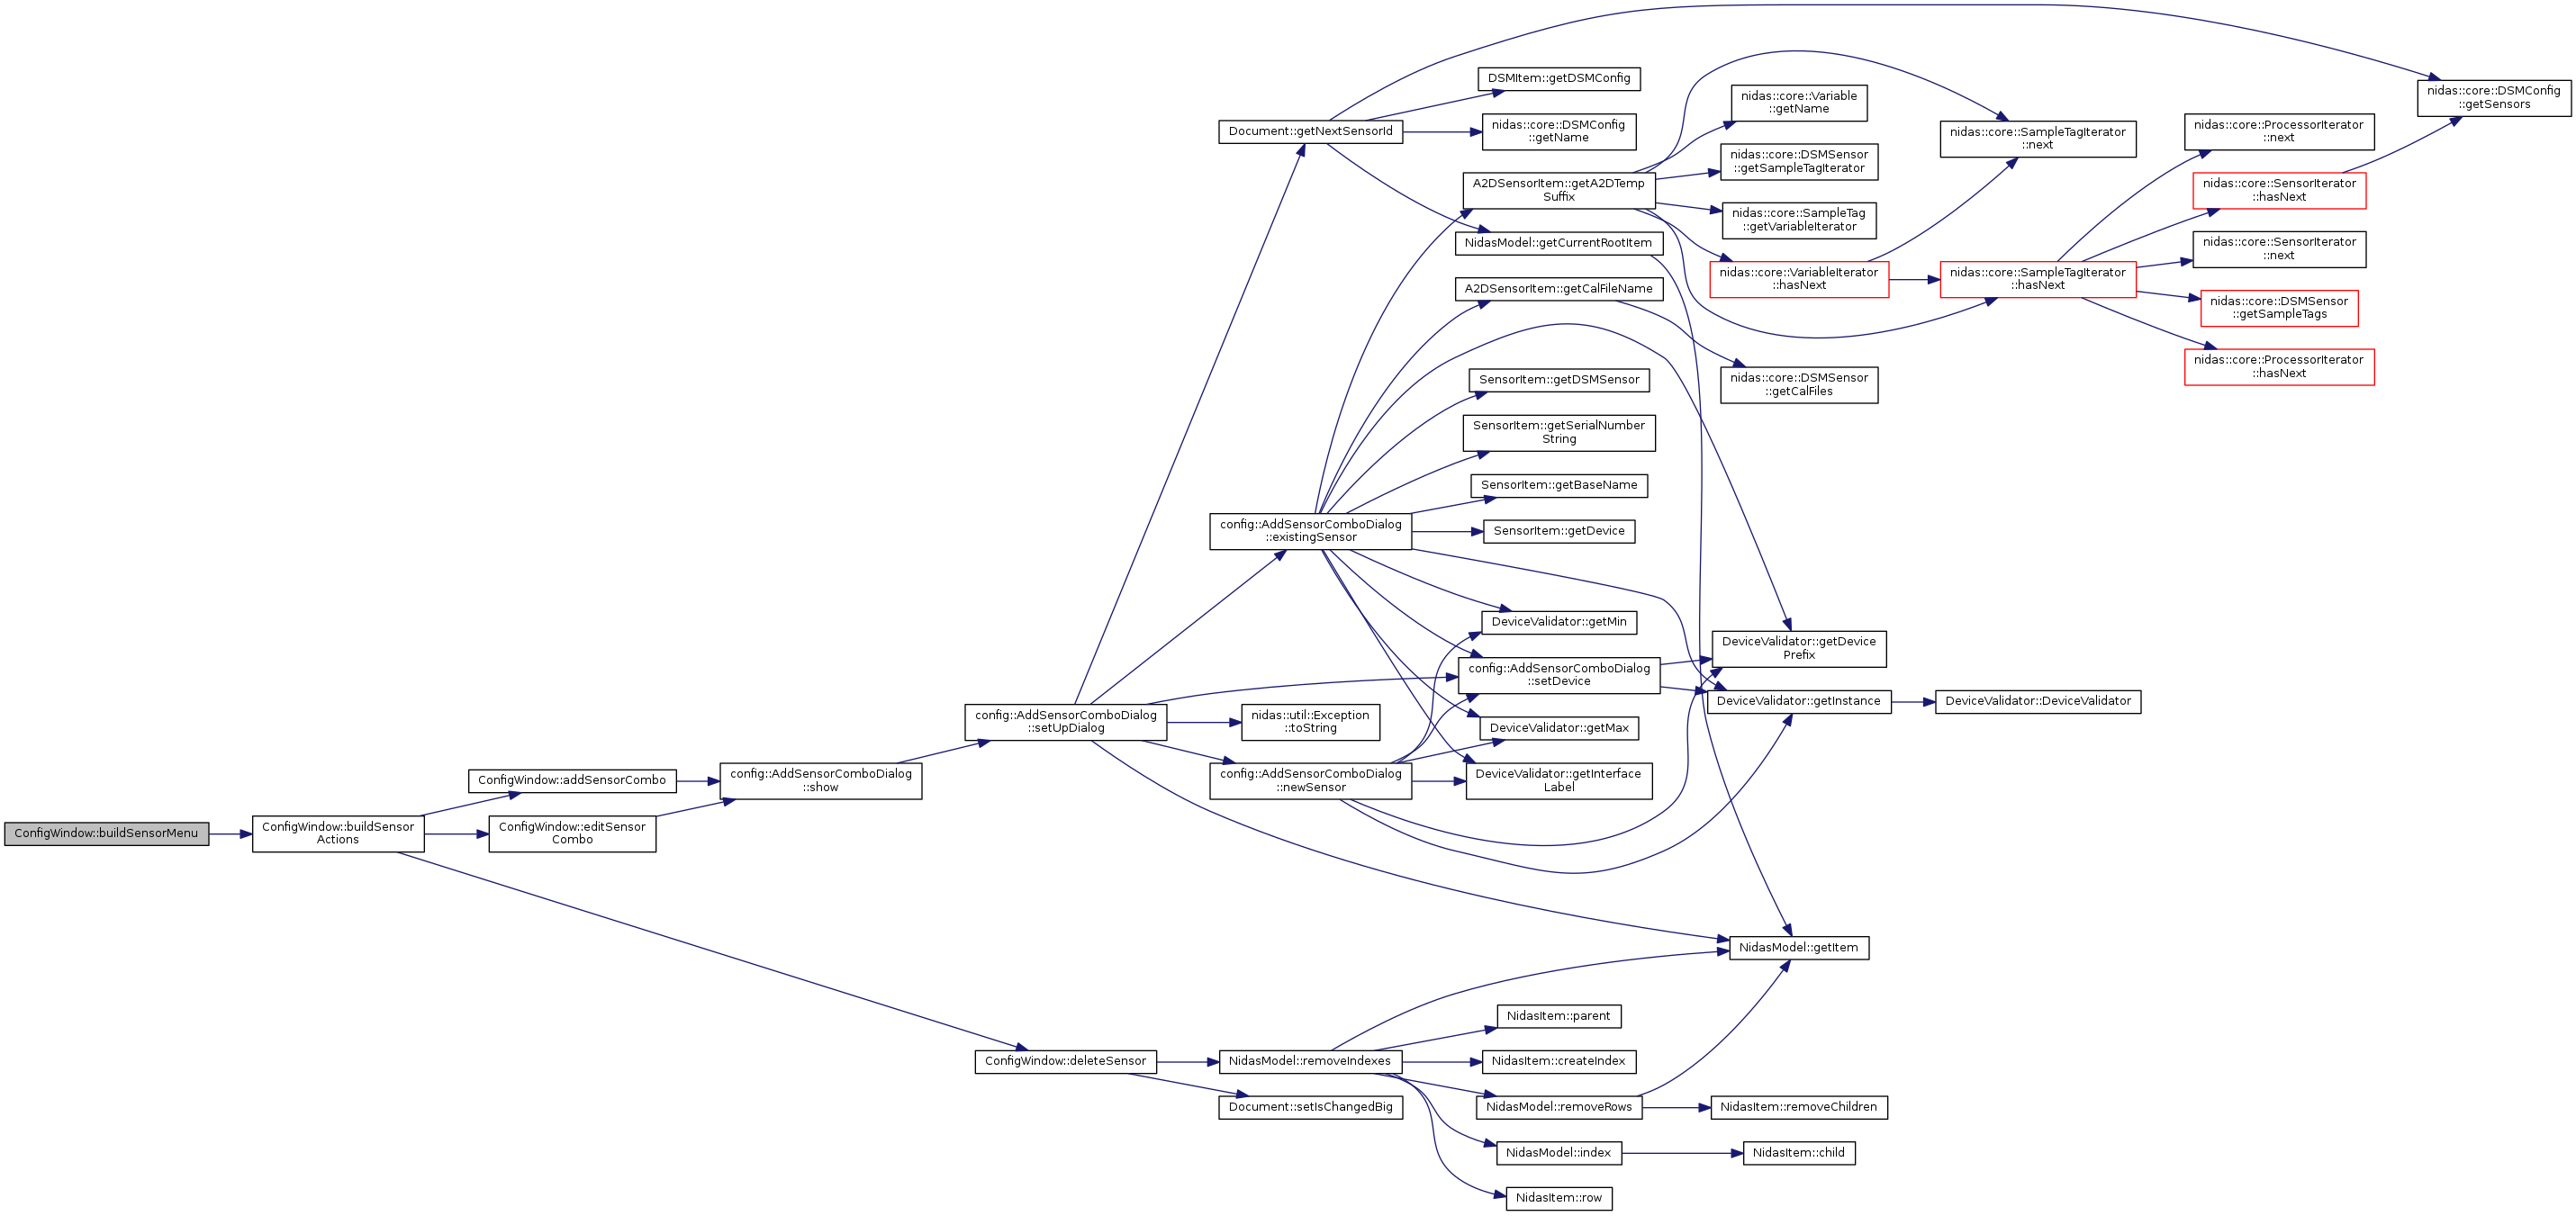 ConfigWindow::buildSensorMenu
ConfigWindow::buildSensor
Actions
ConfigWindow::addSensorCombo
ConfigWindow::editSensor
Combo
config::AddSensorComboDialog
::show
config::AddSensorComboDialog
::setUpDialog
ConfigWindow::deleteSensor
Document::getNextSensorId
config::AddSensorComboDialog
::existingSensor
nidas::util::Exception
::toString
config::AddSensorComboDialog
::newSensor
NidasModel::removeIndexes
Document::setIsChangedBig
DSMItem::getDSMConfig
nidas::core::DSMConfig
::getName
A2DSensorItem::getA2DTemp
Suffix
NidasModel::getCurrentRootItem
A2DSensorItem::getCalFileName
SensorItem::getDSMSensor
SensorItem::getSerialNumber
String
SensorItem::getBaseName
SensorItem::getDevice
DeviceValidator::getMin
config::AddSensorComboDialog
::setDevice
DeviceValidator::getMax
DeviceValidator::getInterface
Label
NidasItem::parent
NidasItem::createIndex
NidasModel::removeRows
NidasModel::index
NidasItem::row
nidas::core::Variable
::getName
nidas::core::DSMSensor
::getSampleTagIterator
nidas::core::SampleTag
::getVariableIterator
nidas::core::VariableIterator
::hasNext
nidas::core::DSMSensor
::getCalFiles
DeviceValidator::getDevice
Prefix
DeviceValidator::getInstance
NidasModel::getItem
NidasItem::removeChildren
NidasItem::child
nidas::core::SampleTagIterator
::next
nidas::core::SampleTagIterator
::hasNext
DeviceValidator::DeviceValidator
nidas::core::ProcessorIterator
::next
nidas::core::SensorIterator
::hasNext
nidas::core::SensorIterator
::next
nidas::core::DSMSensor
::getSampleTags
nidas::core::ProcessorIterator
::hasNext
nidas::core::DSMConfig
::getSensors